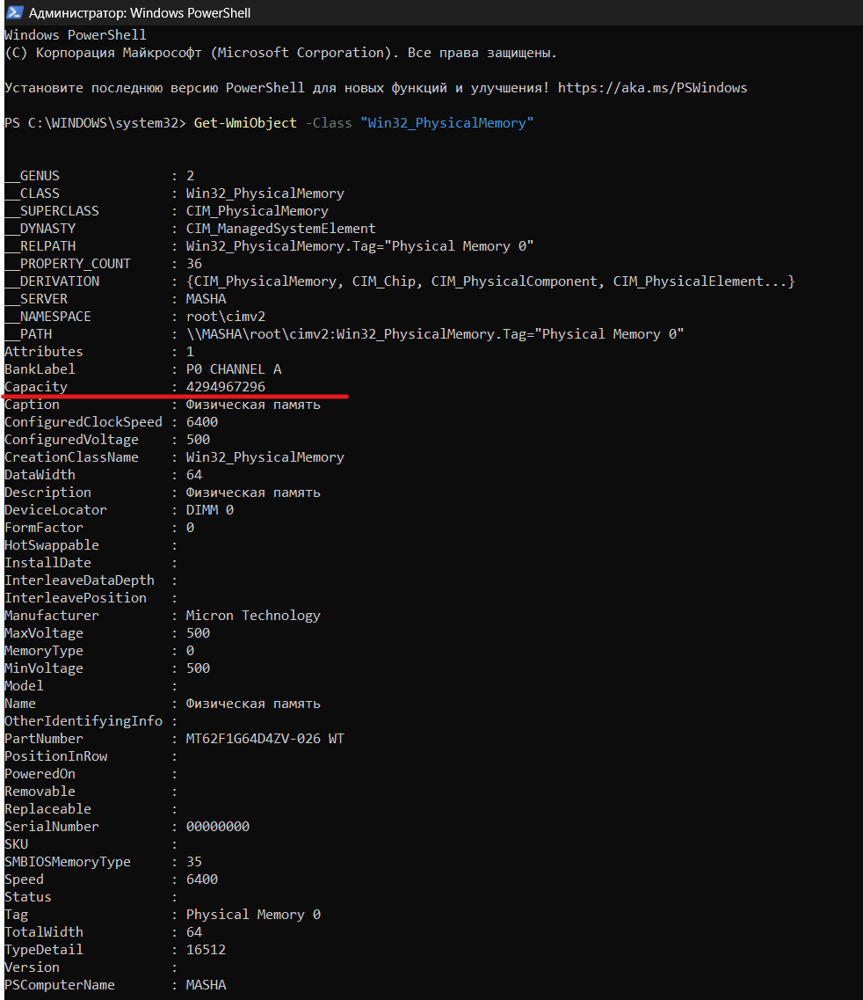 Администратор: Windows PowerShell
Windows PowerShell
(C) Корпорация Майкрософт (Microsoft Corporation). Все права защищены.
Установите последнюю версию PowerShell для новых функций и улучшения! https://aka.ms/PSWindows
PS C:\WINDOWS\system32> Get-WmiObject -Class "Win32_PhysicalMemory"
__GENUS : 2
__CLASS : Win32_PhysicalMemory
__SUPERCLASS : CIM_PhysicalMemory
__DYNASTY : CIM_ManagedSystemElement
__RELPATH : Win32_PhysicalMemory.Tag="Physical Memory 0"
__PROPERTY_COUNT : 36
__DERIVATION : {CIM_PhysicalMemory, CIM_Chip, CIM_PhysicalComponent, CIM_PhysicalElement...}
__SERVER : MASHA
__NAMESPACE : root\cimv2
__PATH : \\MASHA\root\cimv2:Win32_PhysicalMemory.Tag="Physical Memory 0"
Attributes : 1
BankLabel : P0 CHANNEL A
Capacity : 4294967296
Caption : Физическая память
ConfiguredClockSpeed : 6400
ConfiguredVoltage : 500
CreationClassName : Win32_PhysicalMemory
DataWidth : 64
Description : Физическая память
DeviceLocator : DIMM 0
FormFactor : 0
HotSwappable :
InstallDate :
InterleaveDataDepth :
InterleavePosition :
Manufacturer : Micron Technology
MaxVoltage : 500
MemoryType : 0
MinVoltage : 500
Model :
Name : Физическая память
OtherIdentifyingInfo :
PartNumber : MT62F1G64D4ZV-026 WT
PositionInRow :
PoweredOn :
Removable :
Replaceable :
SerialNumber : 00000000
SKU :
SMBIOSMemoryType : 35
Speed : 6400
Status :
Tag : Physical Memory 0
TotalWidth : 64
TypeDetail : 16512
Version :
PSComputerName : MASHA